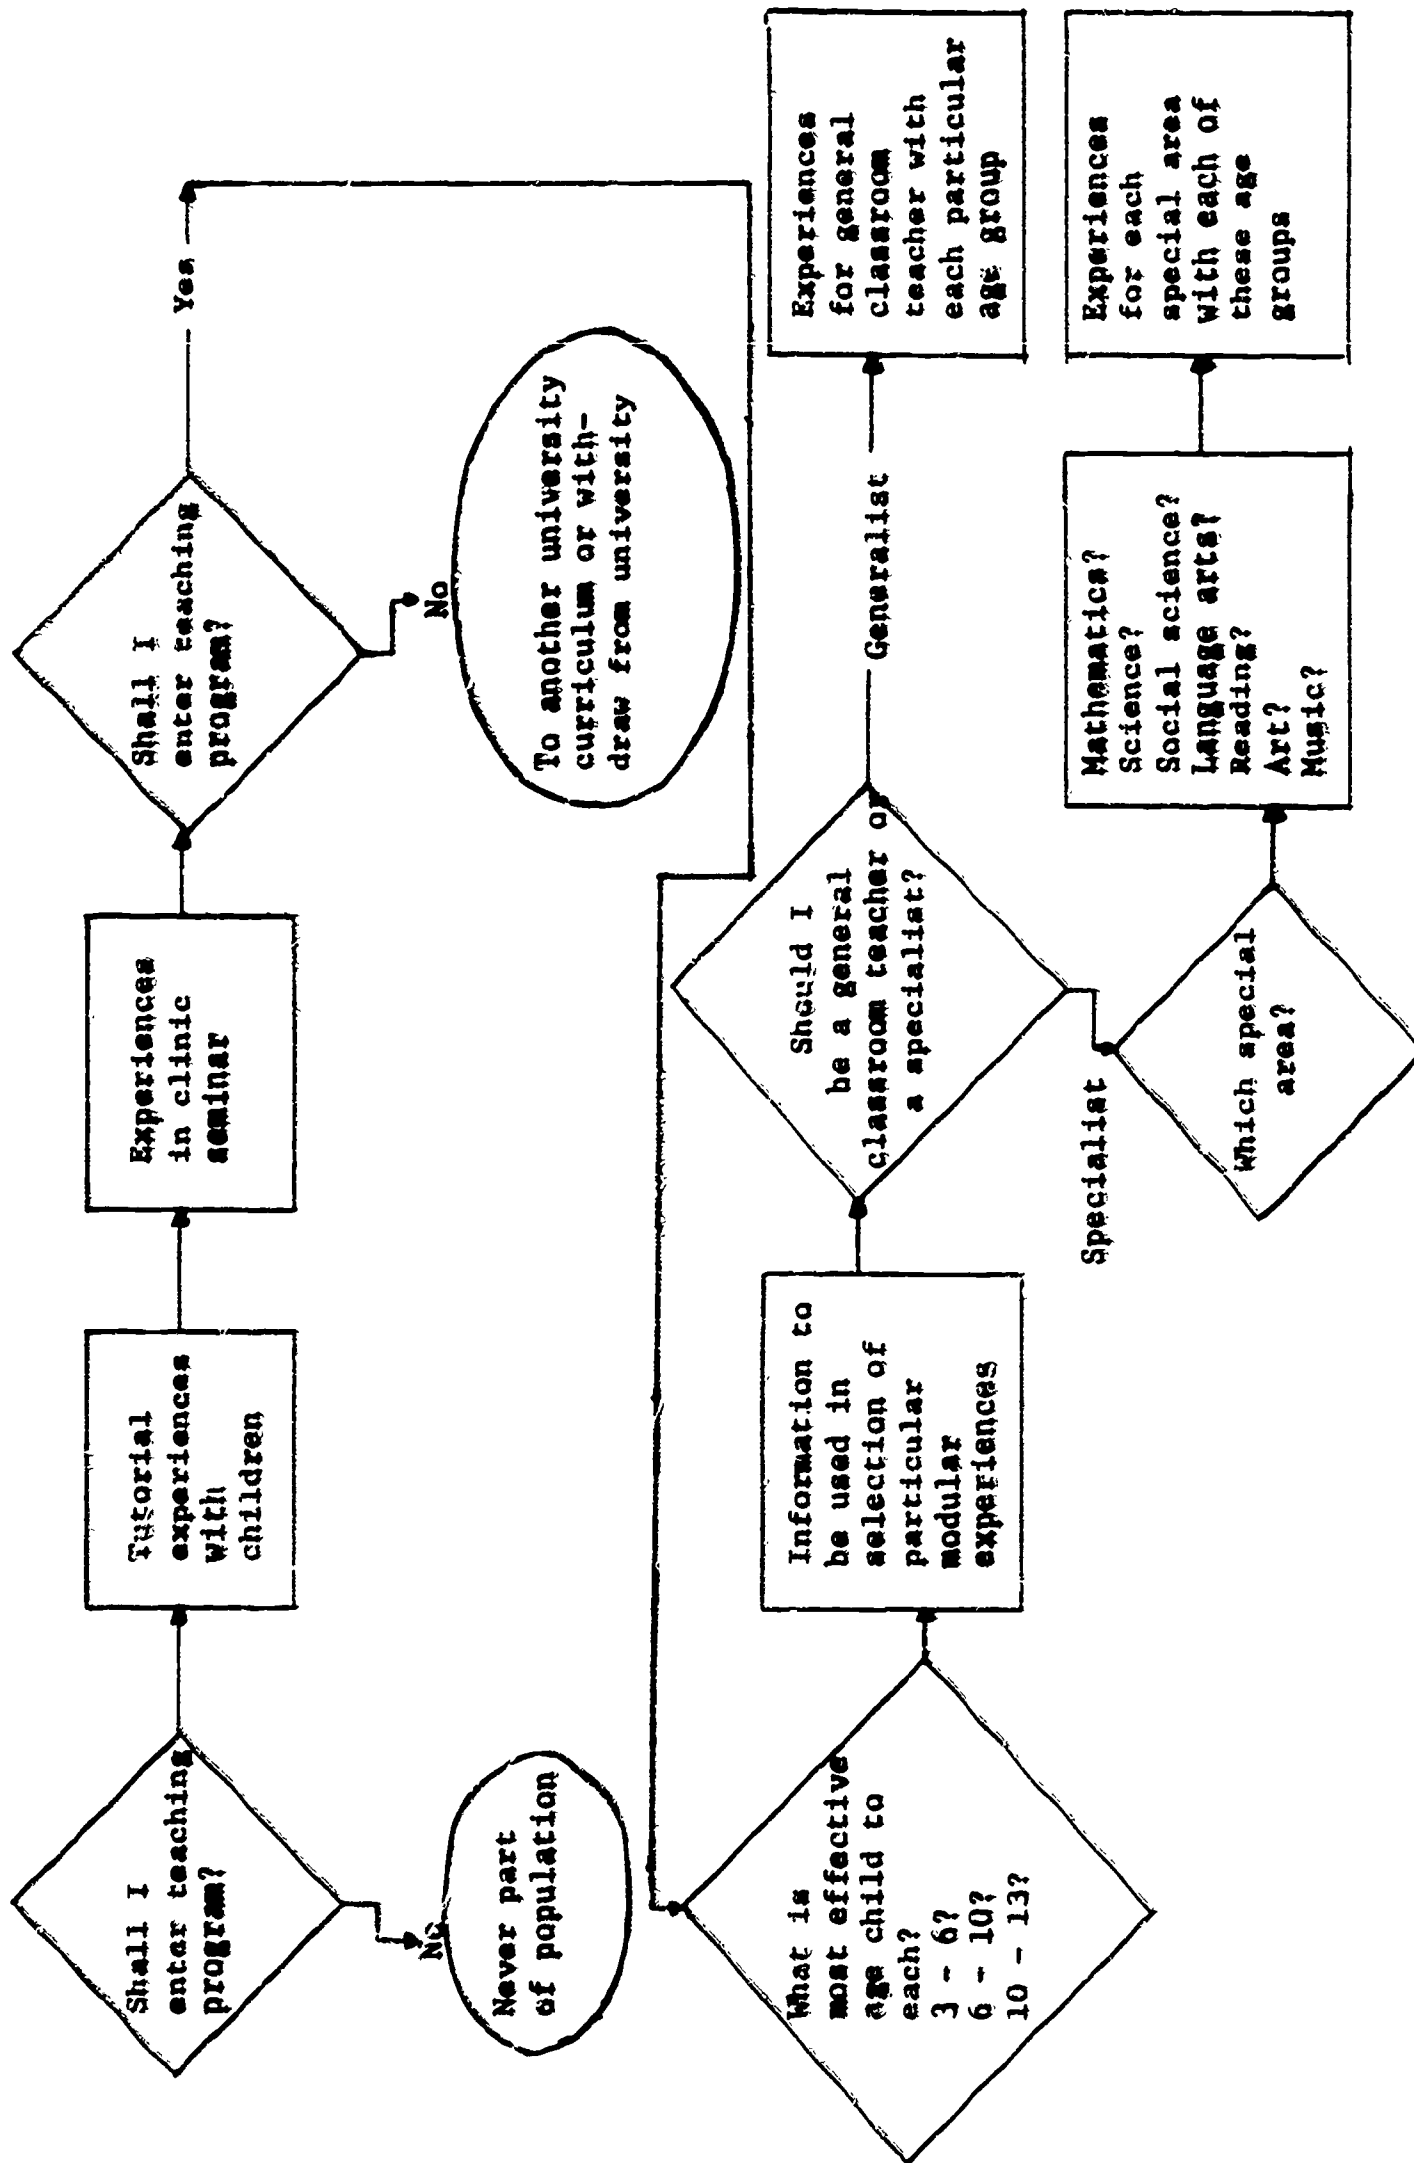 Shall I
enter teaching
program?
No
Never part
of population
Tutorial
experiences
with
children
Experiences
in clinic
seminar
Shall I
enter teaching
program?
No
To another university
curriculum or with-
draw from university
Yes
What is
most effective
age child to
each?
3 - 6?
6 - 10?
10 - 13?
Information to
be used in
selection of
particular
modular
experiences
Should I
be a general
classroom teacher or
a specialist?
Generalist
Experiences
for general
classroom
teacher with
each particular
age group
Specialist
Which special
area?
Mathematics?
Science?
Social science?
Language arts?
Reading?
Art?
Music?
Experiences
for each
special area
with each of
these age
groups